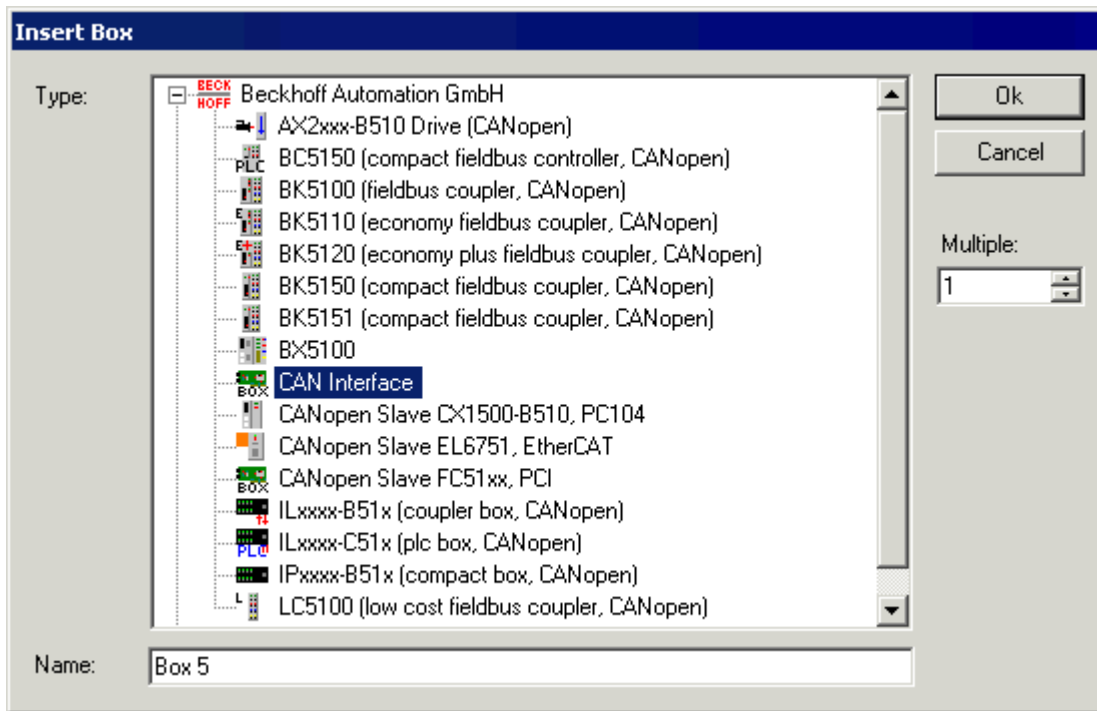 Insert Box
Type:
BECK
HOFF
Beckhoff Automation GmbH
AX2xxx-B510 Drive (CANopen)
PLC
BC5150 (compact fieldbus controller, CANopen)
BK5100 (fieldbus coupler, CANopen)
E
BK5110 (economy fieldbus coupler, CANopen)
E+
BK5120 (economy plus fieldbus coupler, CANopen)
BK5150 (compact fieldbus coupler, CANopen)
BK5151 (compact fieldbus coupler, CANopen)
BX5100
BOX
CAN Interface
CANopen Slave CX1500-B510, PC104
CANopen Slave EL6751, EtherCAT
BOX
CANopen Slave FC51xx, PCI
ILxxxx-B51x (coupler box, CANopen)
PLC
ILxxxx-C51x (plc box, CANopen)
IPxxxx-B51x (compact box, CANopen)
L
LC5100 (low cost fieldbus coupler, CANopen)
Ok
Cancel
Multiple:
1
Name:
Box 5